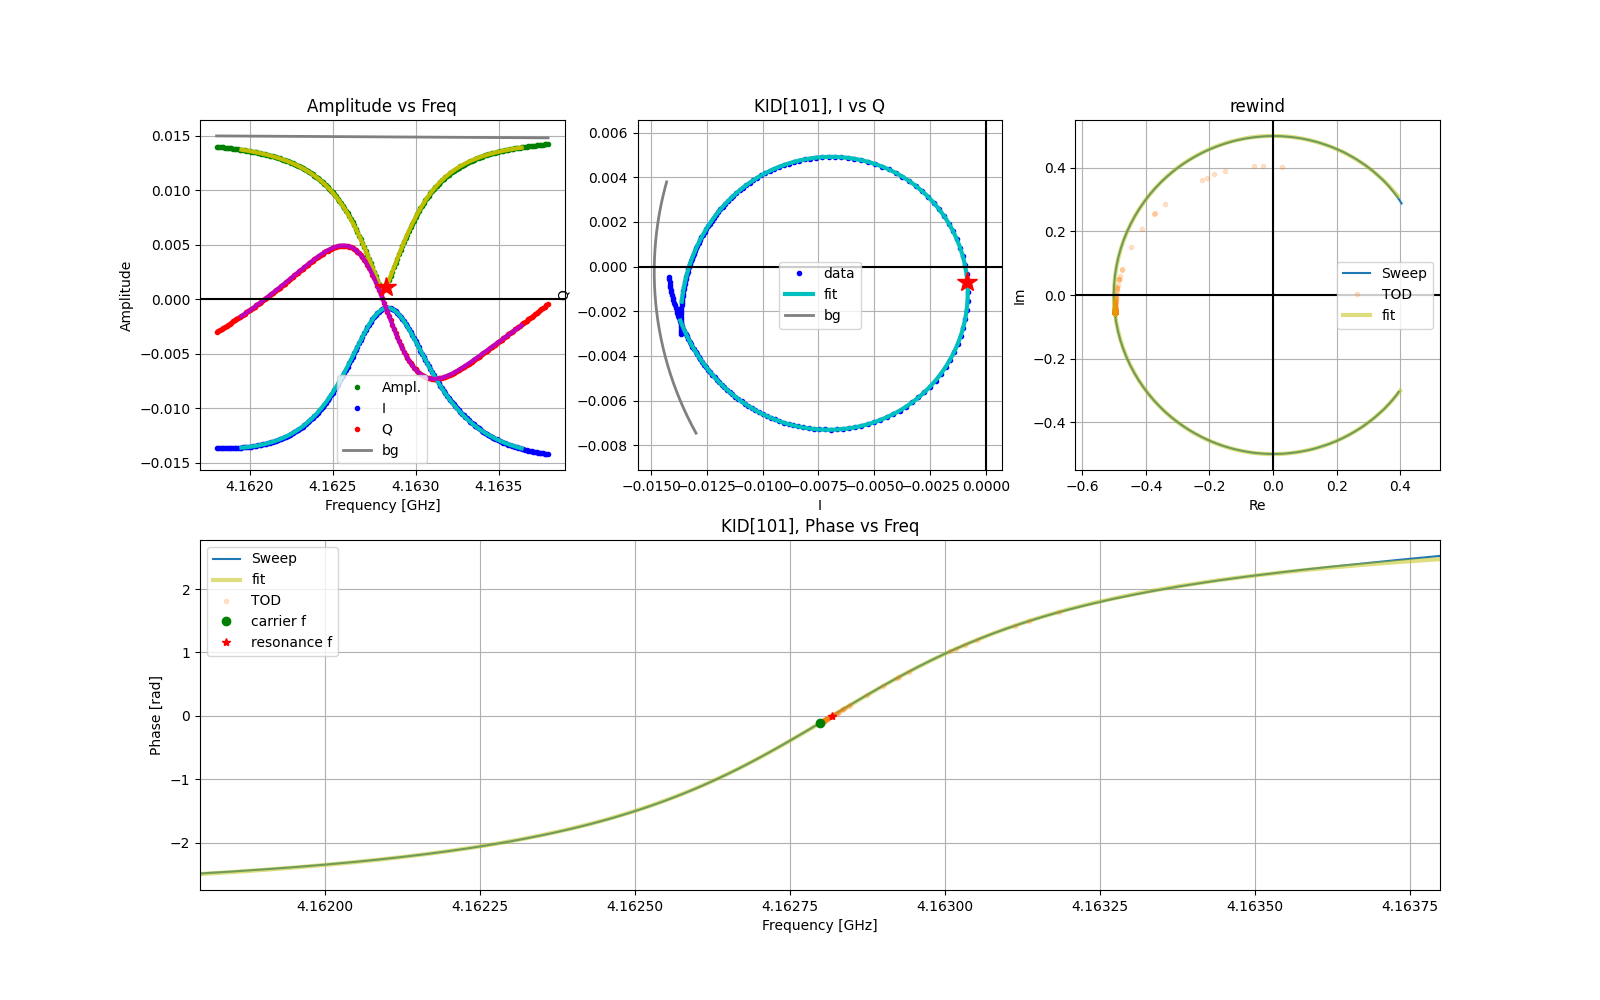 Amplitude vs Freq
0.015
0.010
0.005
0.000
−0.005
−0.010
−0.015
Amplitude
4.1620 4.1625 4.1630 4.1635
Frequency [GHz]
Ampl.
I
Q
bg
KID[101], I vs Q
0.006
0.004
0.002
0.000
−0.002
−0.004
−0.006
−0.008
Q
−0.0150 −0.0125 −0.0100 −0.0075 −0.0050 −0.0025 0.0000
I
data
fit
bg
rewind
0.4
0.2
0.0
−0.2
−0.4
Im
−0.6 −0.4 −0.2 0.0 0.2 0.4
Re
Sweep
TOD
fit
KID[101], Phase vs Freq
2
1
0
−1
−2
Phase [rad]
4.16200 4.16225 4.16250 4.16275 4.16300 4.16325 4.16350 4.16375
Frequency [GHz]
Sweep
fit
TOD
carrier f
resonance f